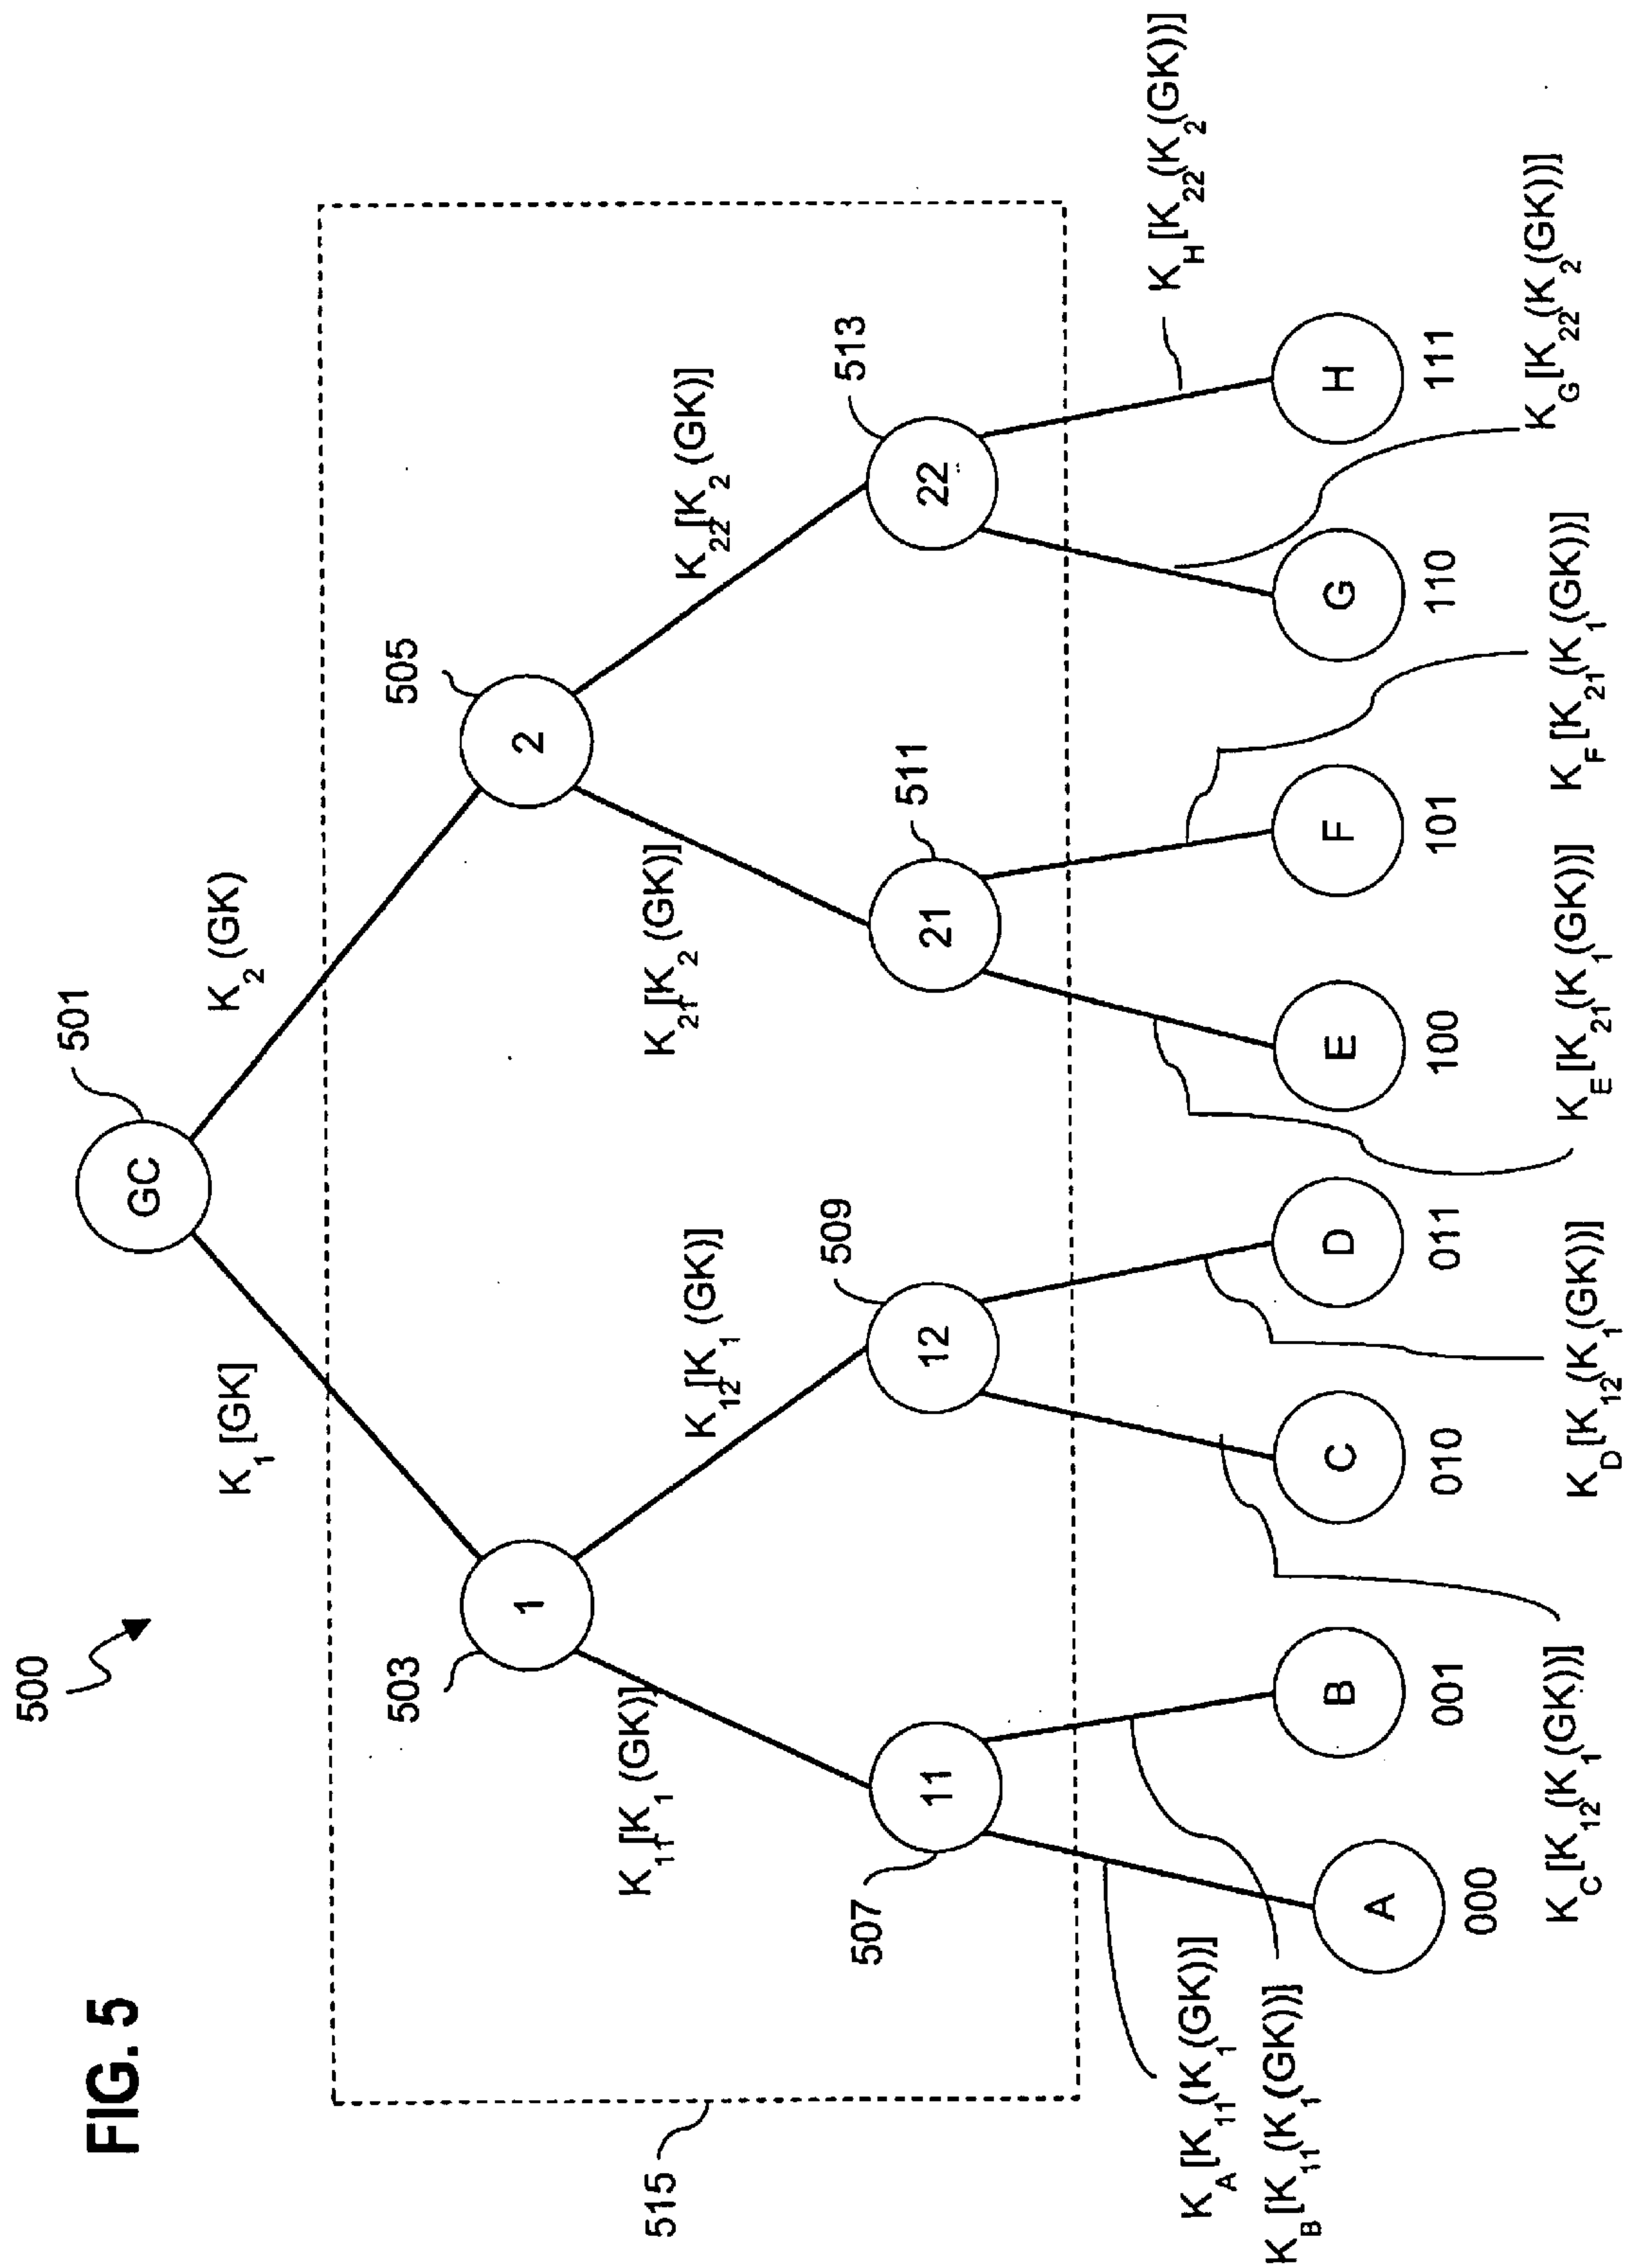 FIG. 5
500
GC
501
K1 [GK]
K2 (GK)
503
1
2
505
K11[K1 (GK)]
K12[K1 (GK)]
K21[K2 (GK)]
K22[K2 (GK)]
507
11
12
509
21
511
22
513
515
A
B
C
D
E
F
G
H
000
001
010
011
100
101
110
111
KA[K11(K1(GK))]
KB[K11(K1(GK))]
KC[K12(K1(GK))]
KD[K12(K1(GK))]
KE[K21(K1(GK))]
KF[K21(K1(GK))]
KG[K22(K2(GK))]
KH[K22(K2(GK))]